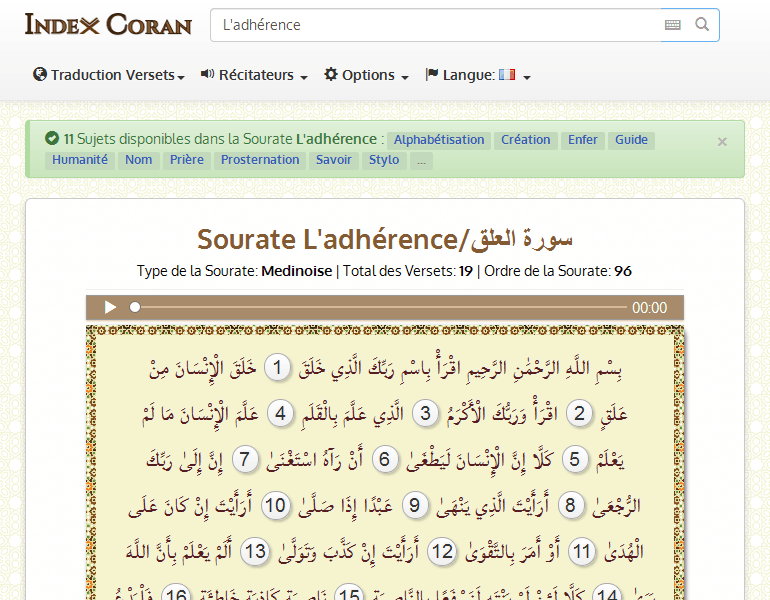 INDEX CORAN
L'adhérence
Traduction Versets Récitateurs Options Langue:
11 Sujets disponibles dans la Sourate L'adhérence : Alphabétisation Création Enfer Guide ×
Humanité Nom Prière Prosternation Savoir Stylo ...
Sourate L'adhérence/سورة العلق
Type de la Sourate: Medinoise | Total des Versets: 19 | Ordre de la Sourate: 96
00:00
بِسْمِ اللَّهِ الرَّحْمَٰنِ الرَّحِيمِ اقْرَأْ بِاسْمِ رَبِّكَ الَّذِي خَلَقَ 1 خَلَقَ الْإِنْسَانَ مِنْ
عَلَقٍ 2 اقْرَأْ وَرَبُّكَ الْأَكْرَمُ 3 الَّذِي عَلَّمَ بِالْقَلَمِ 4 عَلَّمَ الْإِنْسَانَ مَا لَمْ
يَعْلَمْ 5 كَلَّا إِنَّ الْإِنْسَانَ لَيَطْغَىٰ 6 أَنْ رَآهُ اسْتَغْنَىٰ 7 إِنَّ إِلَىٰ رَبِّكَ
الرُّجْعَىٰ 8 أَرَأَيْتَ الَّذِي يَنْهَىٰ 9 عَبْدًا إِذَا صَلَّىٰ 10 أَرَأَيْتَ إِنْ كَانَ عَلَى
الْهُدَىٰ 11 أَوْ أَمَرَ بِالتَّقْوَىٰ 12 أَرَأَيْتَ إِنْ كَذَّبَ وَتَوَلَّىٰ 13 أَلَمْ يَعْلَمْ بِأَنَّ اللَّهَ
14 15 نَاصِيَةٍ كَاذِبَةٍ خَاطِئَةٍ 16